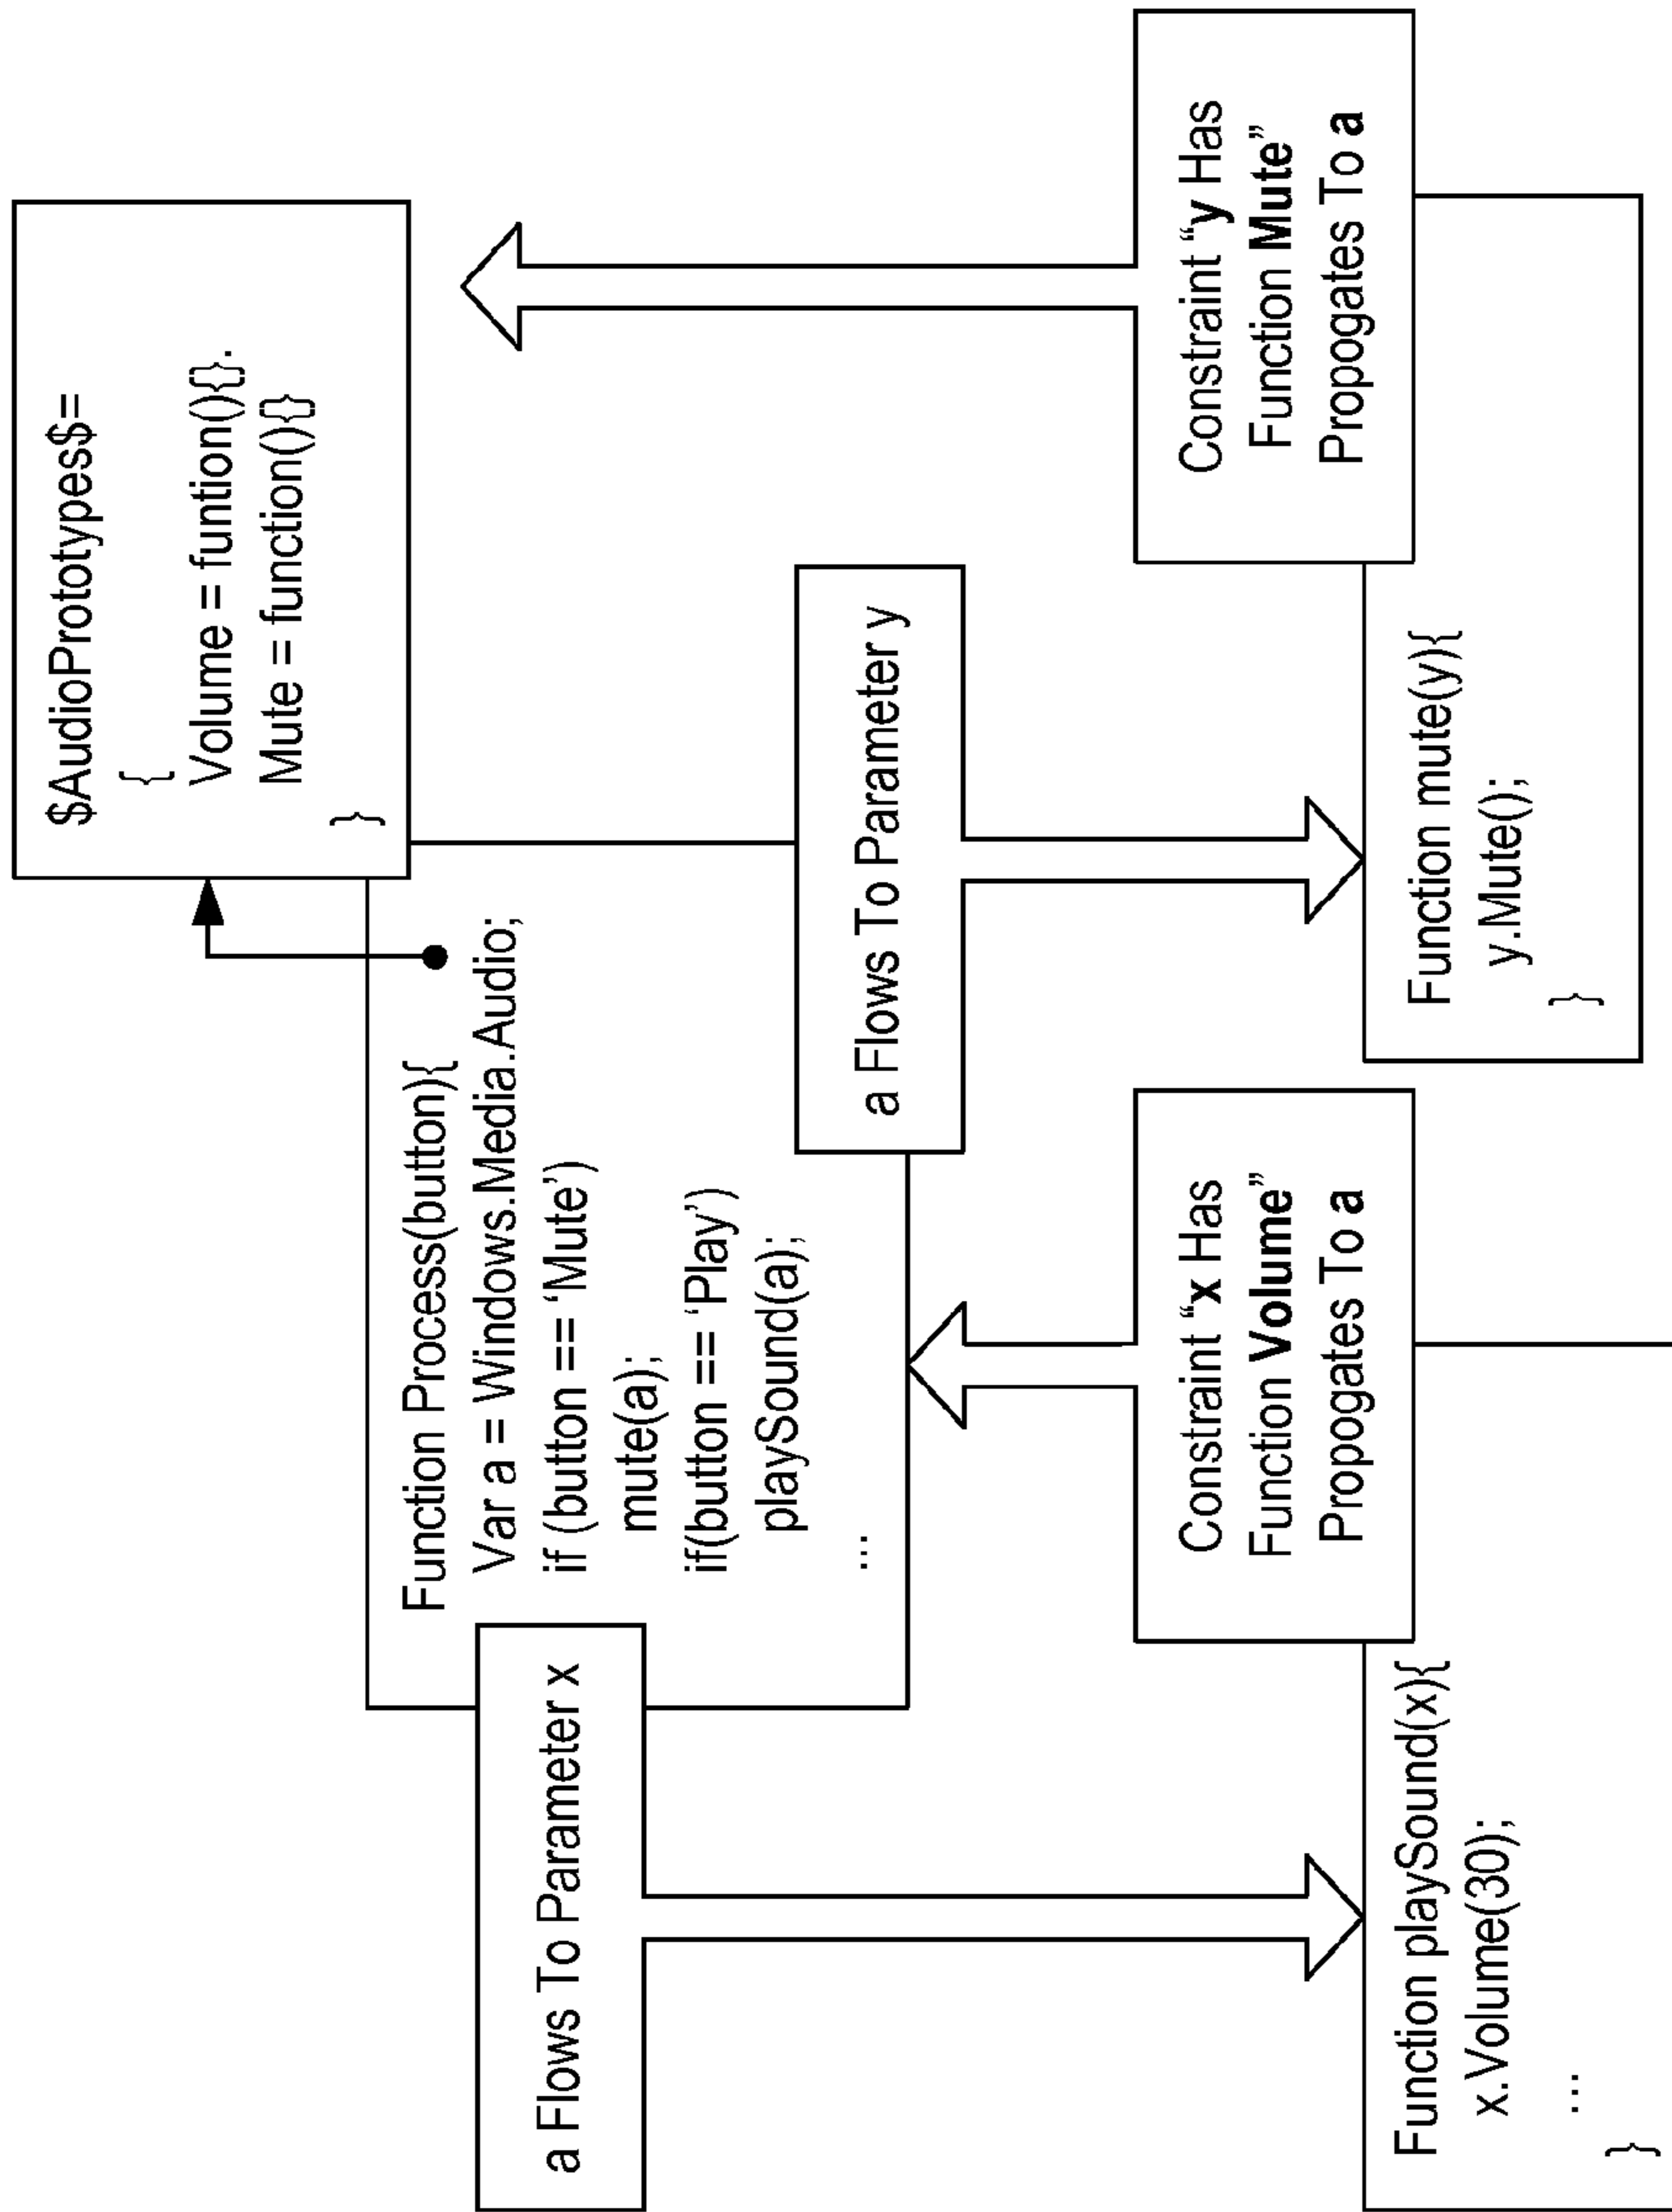 $AudioPrototypes$=
{
Volume = funtion(){}.
Mute = function(){}
}
Function Process(button){
Var a = Windows.Media.Audio;
if (button == ‘Mute’)
mute(a);
if(button == ‘Play’)
playSound(a);
...
a Flows To Parameter x
a Flows To Parameter y
Constraint “x Has
Function Volume”
Propogates To a
Constraint “y Has
Function Mute”
Propogates To a
Function playSound(x){
x.Volume(30);
...
}
Function mute(y){
y.Mute();
}